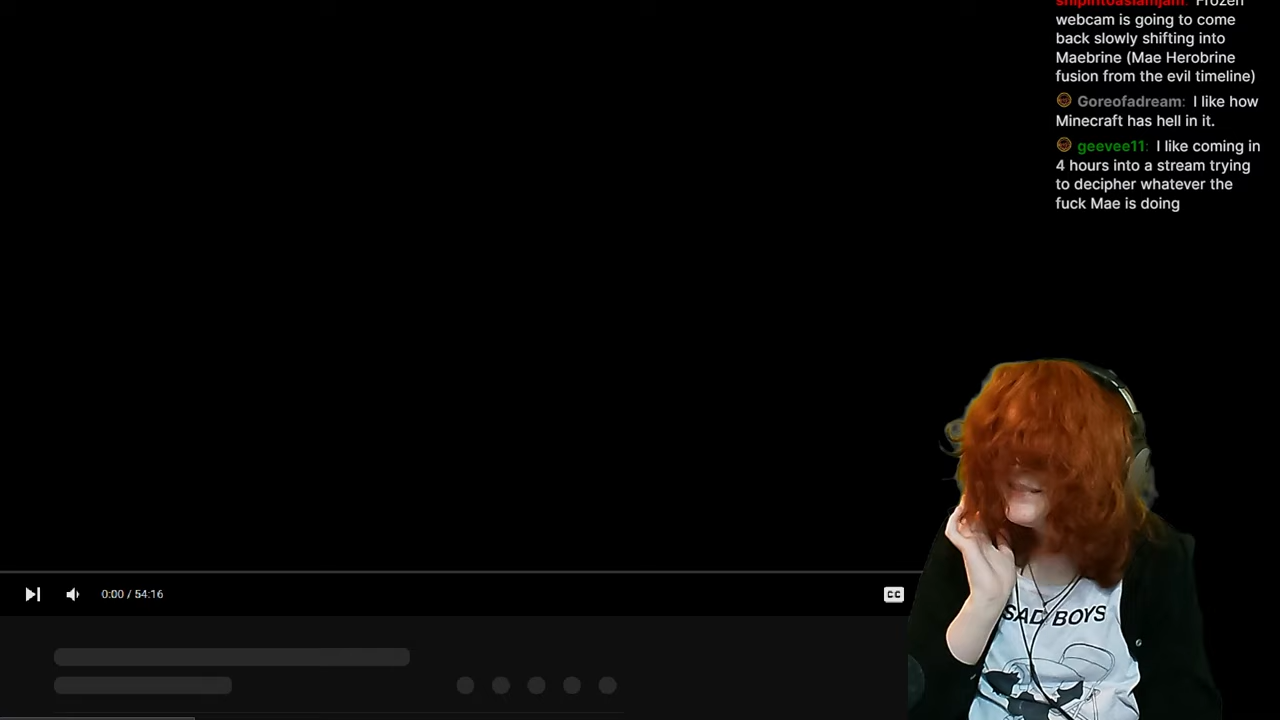 shipintoaslamjam: Frozen
webcam is going to come
back slowly shifting into
Maebrine (Mae Herobrine
fusion from the evil timeline)
Goreofadream: I like how
Minecraft has hell in it.
geevee11: I like coming in
4 hours into a stream trying
to decipher whatever the
fuck Mae is doing
SAD BOYS
0:00 / 54:16
CC